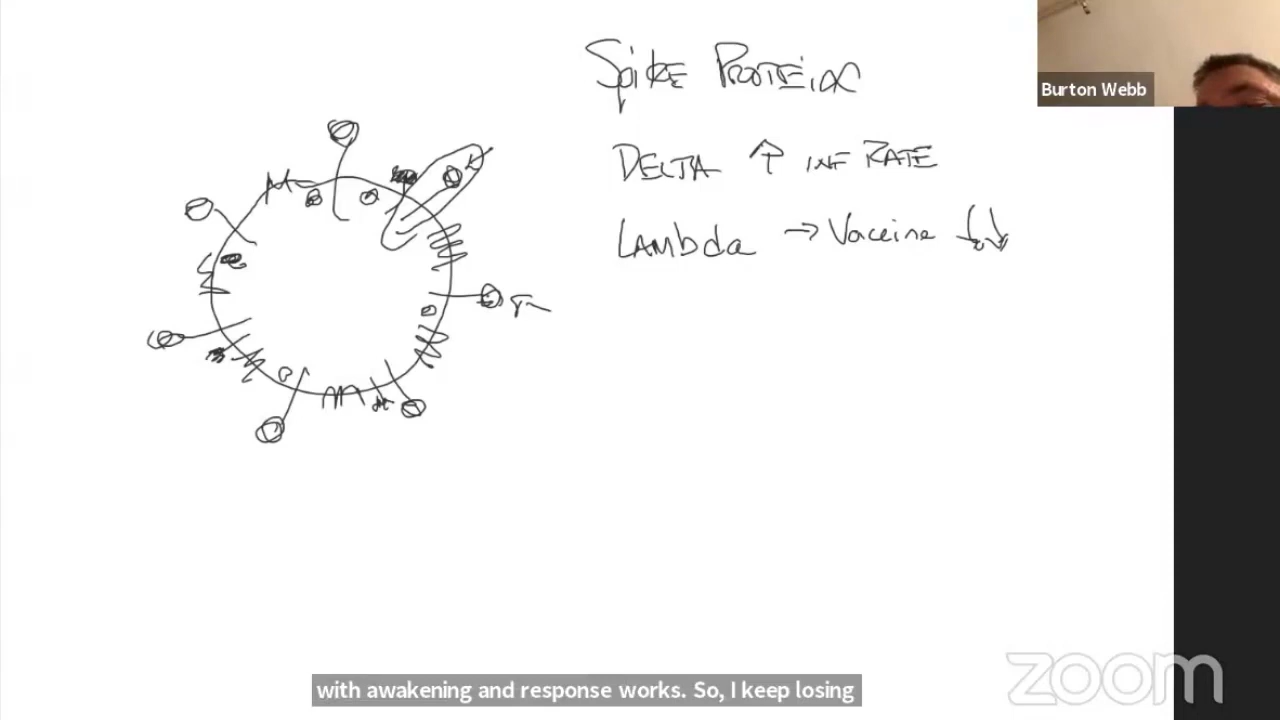 Spike Protein
Burton Webb
DELTA ↑ INF RATE
LAMbda → Vaccine ↓↓
with awakening and response works. So, I keep losing
zoom